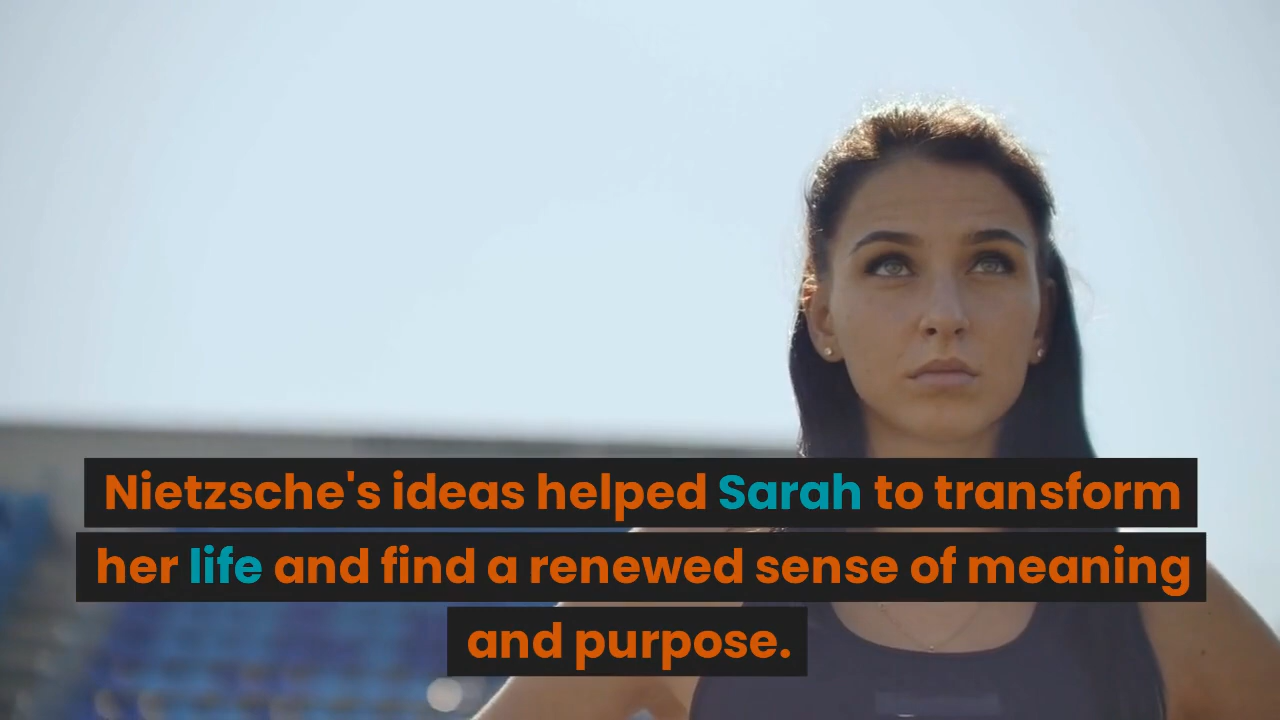 Nietzsche's ideas helped Sarah to transform
her life and find a renewed sense of meaning
and purpose.